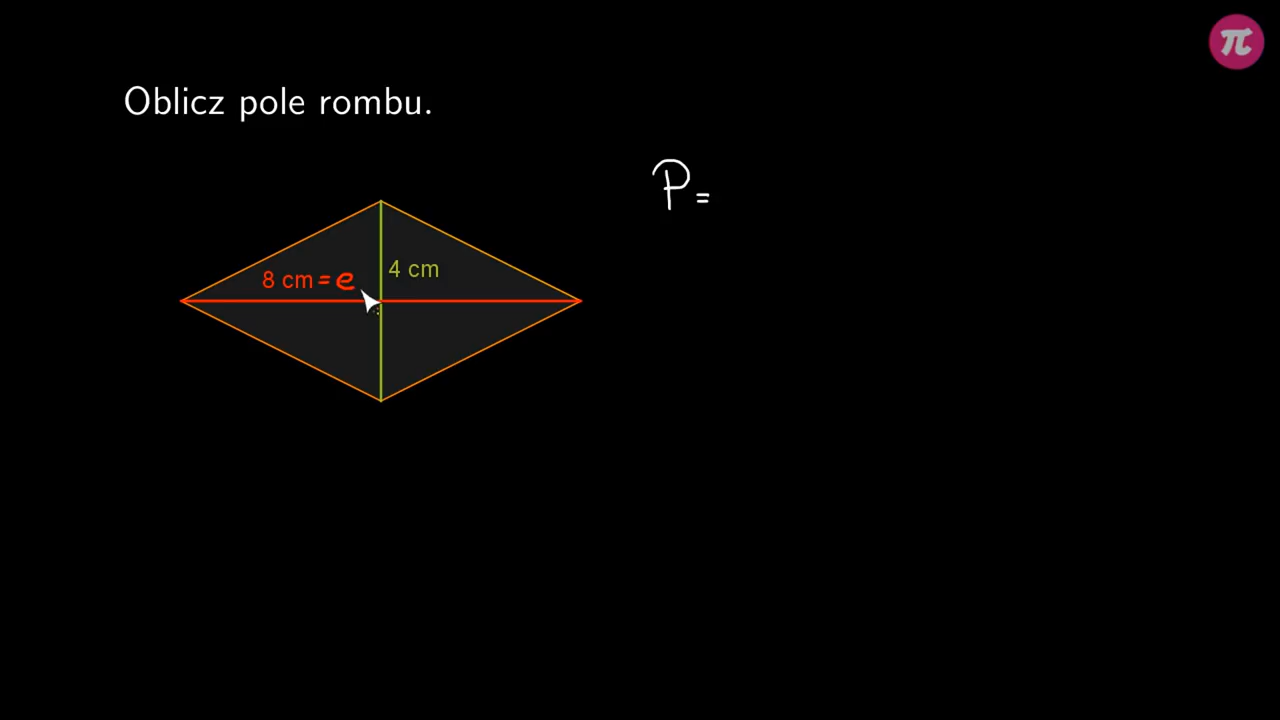 Oblicz pole rombu.
P =
4 cm
8 cm = e
π